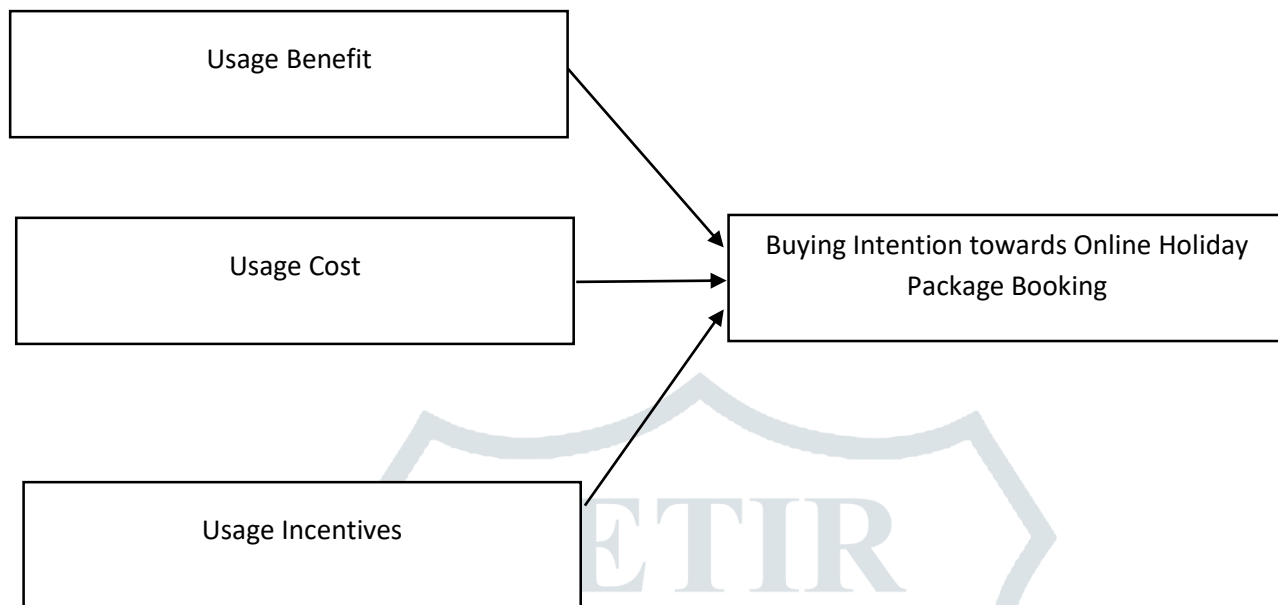 Usage Benefit
Usage Cost
Buying Intention towards Online Holiday
Package Booking
Usage Incentives
ETIR